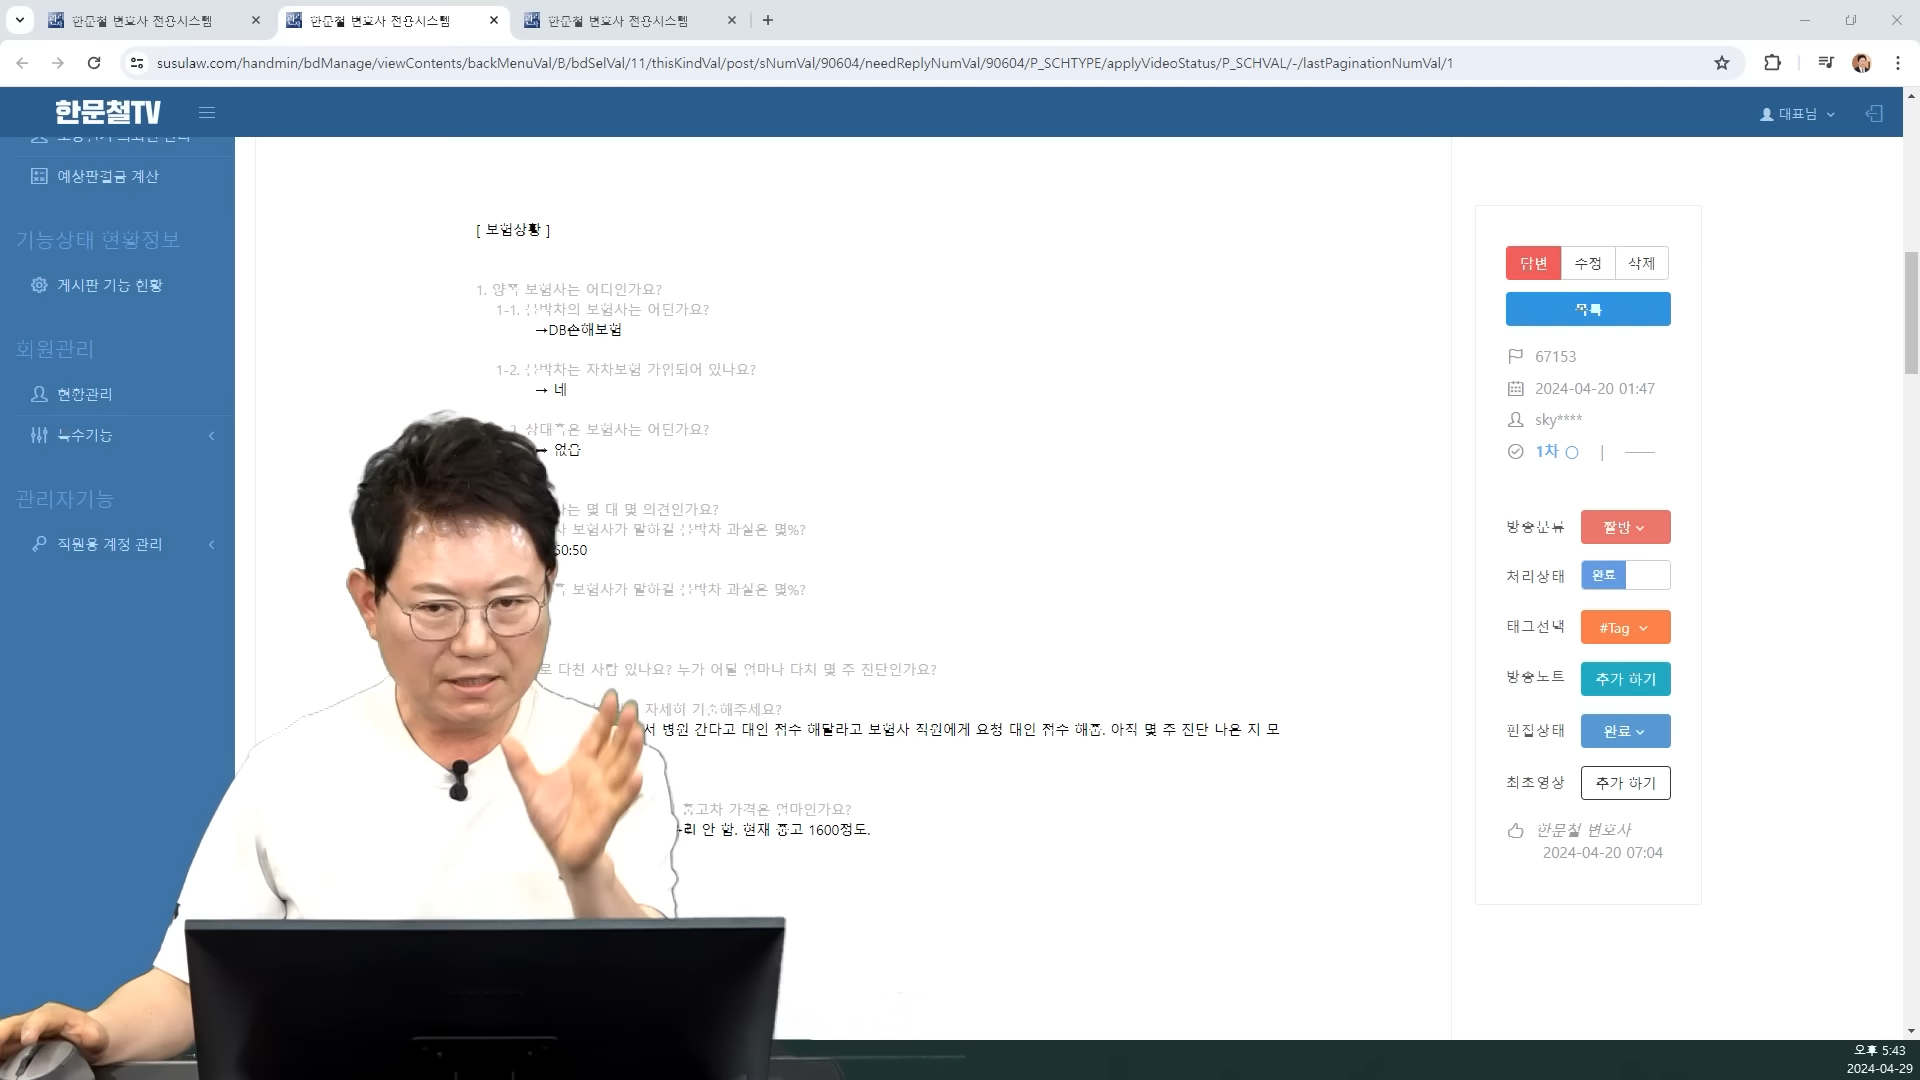 한문철 변호사 전용시스템
한문철 변호사 전용시스템
한문철 변호사 전용시스템
susulaw.com/handmin/bdManage/viewContents/backMenuVal/B/bdSelVal/11/thisKindVal/post/sNumVal/90604/needReplyNumVal/90604/P_SCHTYPE/applyVideoStatus/P_SCHVAL/-/lastPaginationNumVal/1
한문철TV
대표님
예상판결금 계산
기능상태 현황정보
게시판 기능 현황
회원관리
현황관리
특수기능
관리자기능
직원용 계정 관리
[ 보험상황 ]
1. 양쪽 보험사는 어디인가요?
1-1. 블박차의 보험사는 어딘가요?
→DB손해보험
1-2. 블박차는 자차보험 가입되어 있나요?
→ 네
상대측은 보험사는 어딘가요?
→ 없음
사는 몇 대 몇 의견인가요?
사 보험사가 말하길 블박차 과실은 몇%?
50:50
측 보험사가 말하길 블박차 과실은 몇%?
로 다친 사람 있나요? 누가 어딜 얼마나 다치 몇 주 진단인가요?
자세히 기술해주세요?
서 병원 간다고 대인 접수 해달라고 보험사 직원에게 요청 대인 접수 해줌. 아직 몇 주 진단 나온 지 모
중고차 가격은 얼마인가요?
수리 안 함. 현재 중고 1600정도.
답변 수정 삭제
목록
67153
2024-04-20 01:47
sky****
1차 ○ | ——
방송분류 짤방
처리상태 완료
태그선택 #Tag
방송노트 추가 하기
편집상태 완료
최초영상 추가 하기
한문철 변호사
2024-04-20 07:04
오후 5:43
2024-04-29